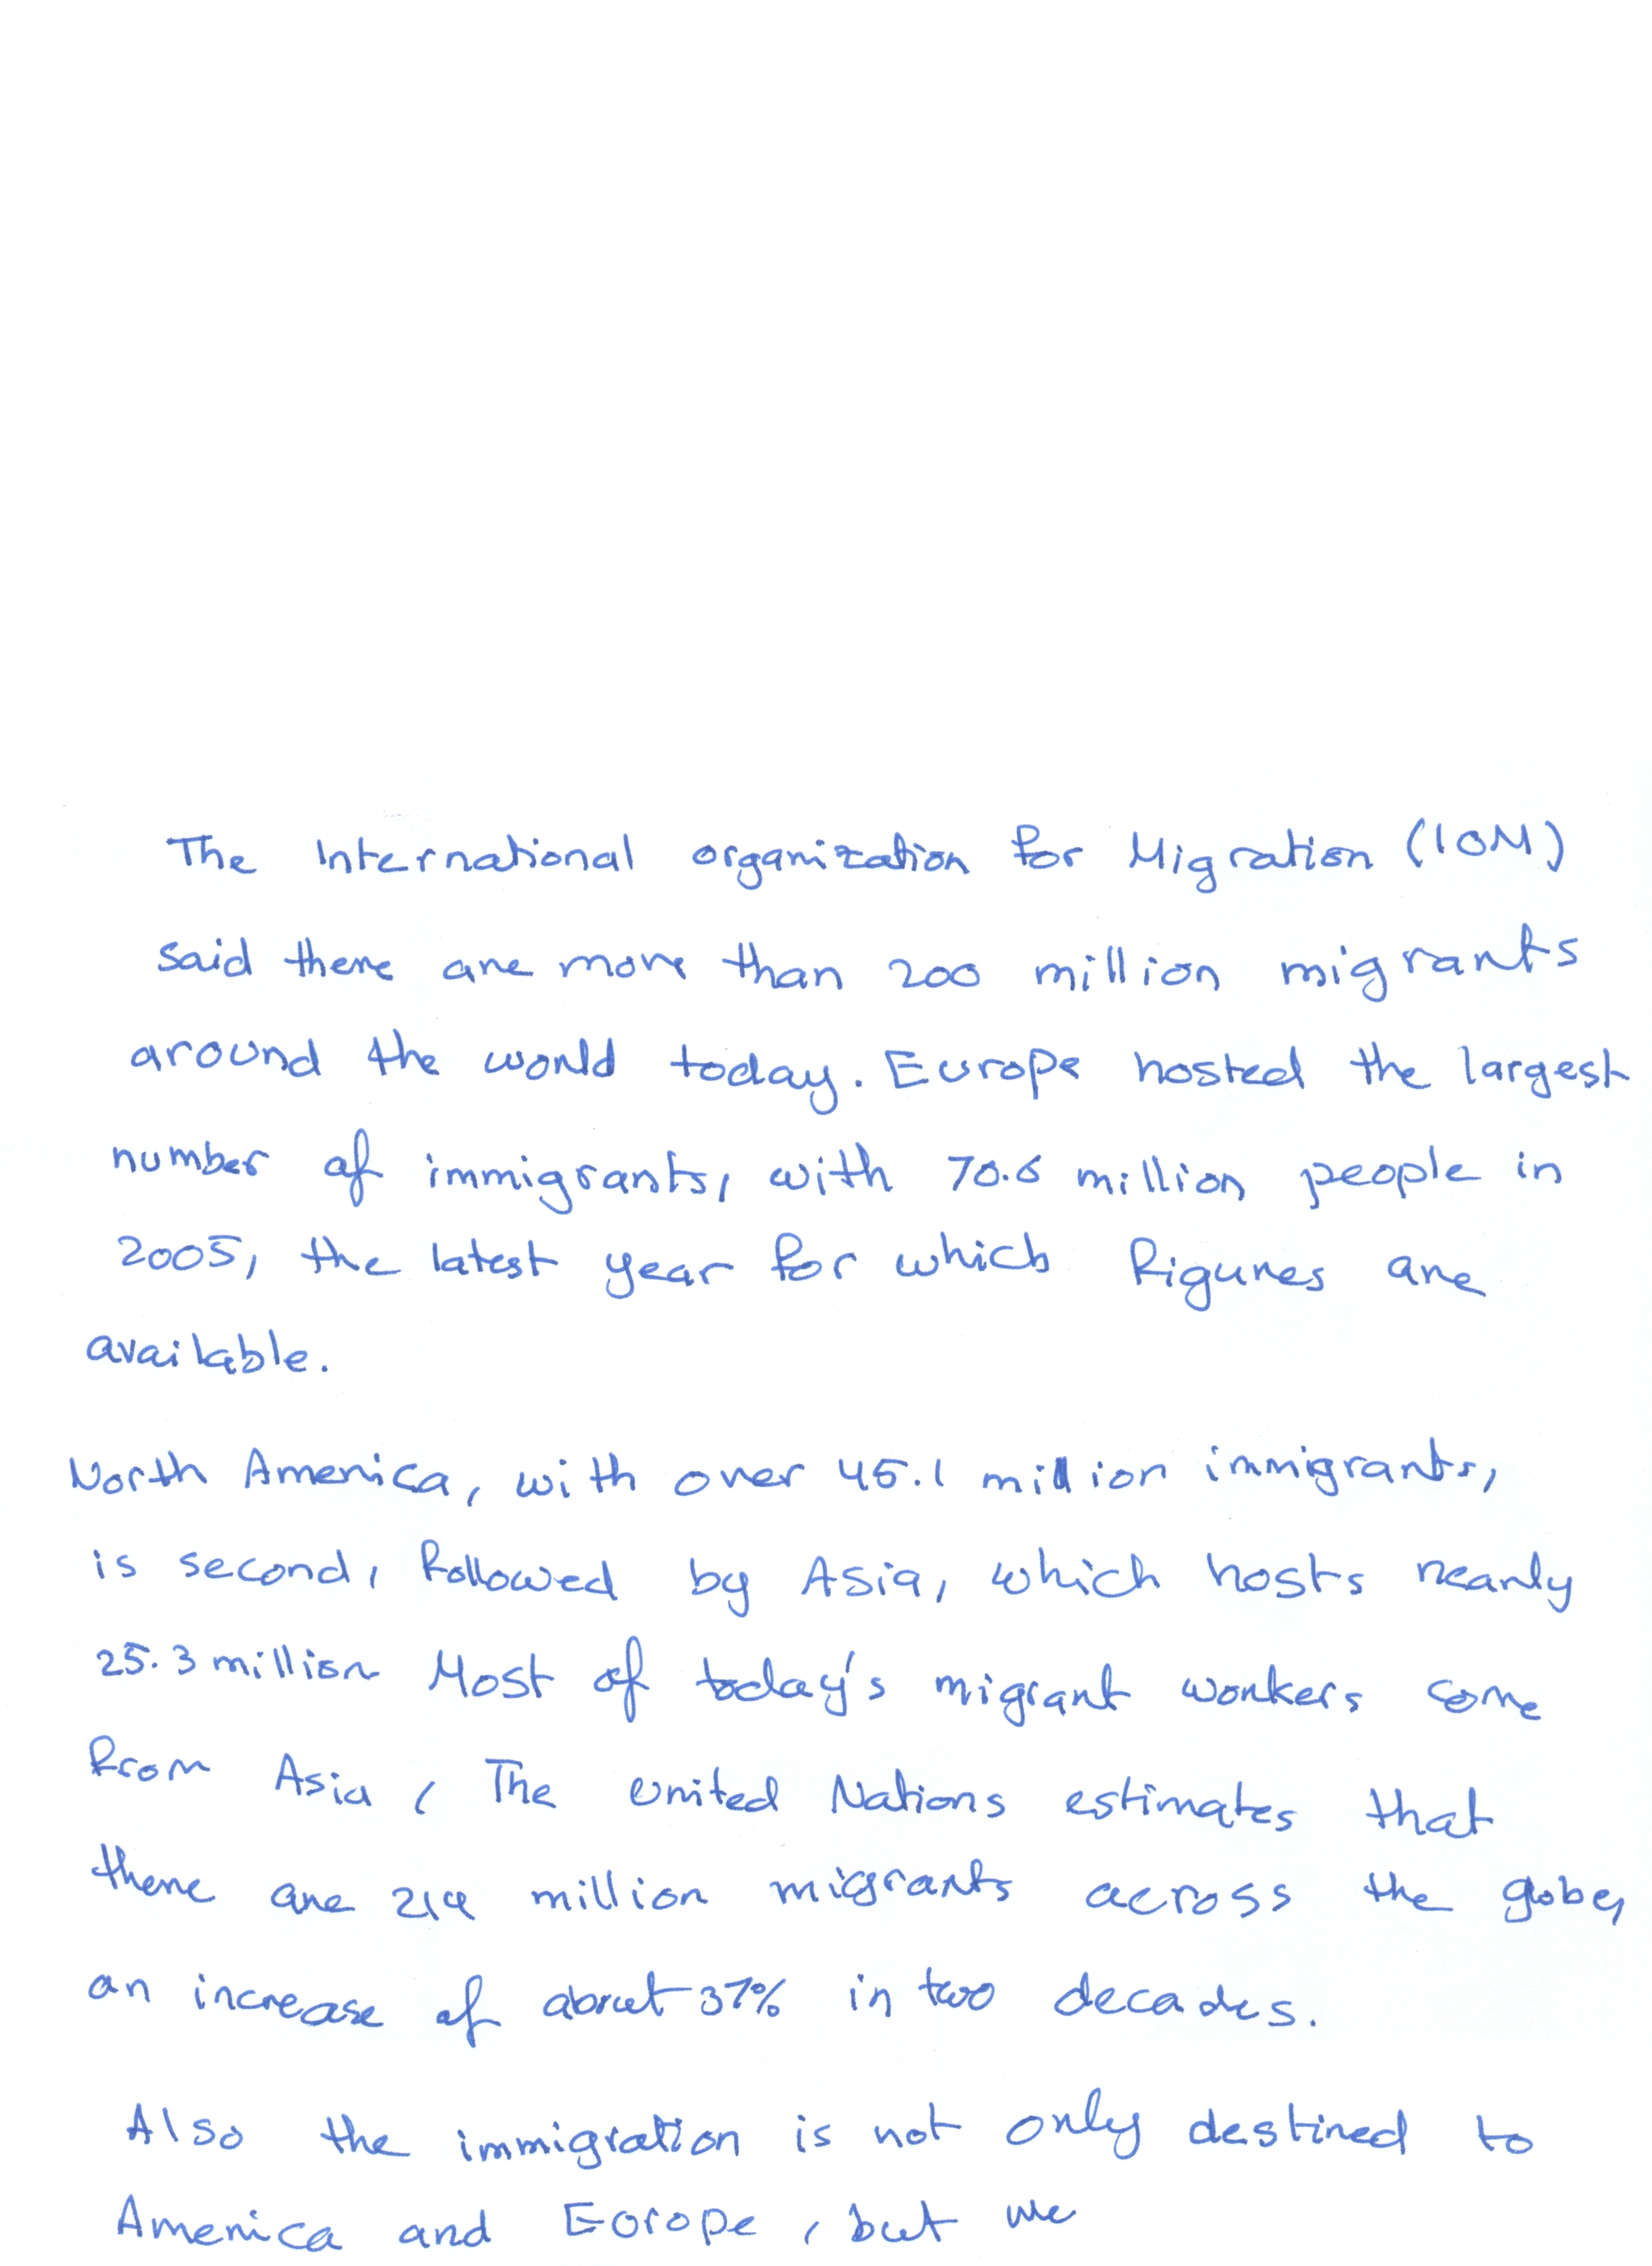 The International organization for Migration (IOM)
said there are more than 200 million migrants
around the world today. Europe hosted the largest
number of immigrants, with 70.6 million people in
2005, the latest year for which figures are
available.
North America, with over 45.1 million immigrants,
is second, followed by Asia, which hosts nearly
25.3 million Most of today's migrant workers come
from Asia, The United Nations estimates that
there are 214 million migrants across the gobe,
an increase of about 37% in two decades.
Also the immigration is not only destined to
America and Eorope, but we